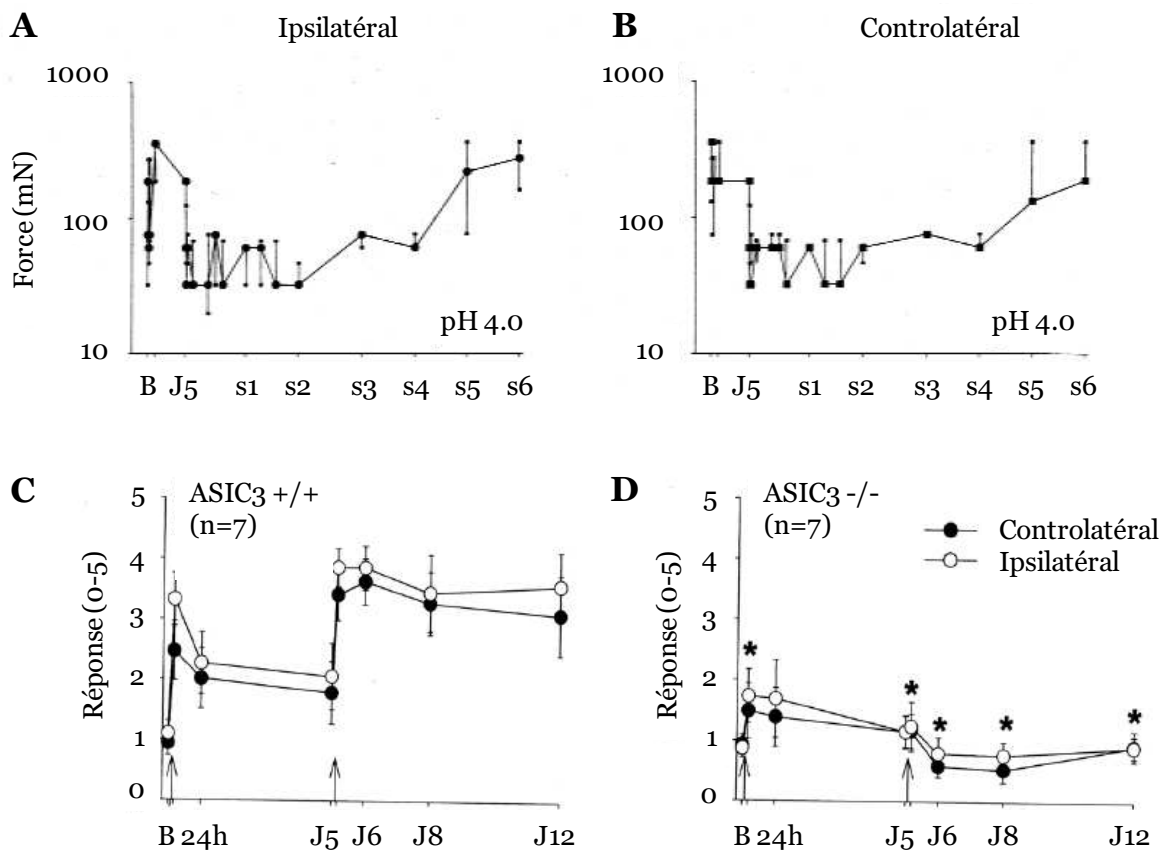 A Ipsilatéral
1000
100
10
Force (mN)
pH 4.0
B J5 s1 s2 s3 s4 s5 s6
B Controlatéral
1000
100
10
pH 4.0
B J5 s1 s2 s3 s4 s5 s6
C
ASIC3 +/+
(n=7)
5
4
3
2
1
0
Réponse (0-5)
B 24h J5 J6 J8 J12
D
ASIC3 -/-
(n=7)
Controlatéral
Ipsilatéral
5
4
3
2
1
0
Réponse (0-5)
* * * * *
B 24h J5 J6 J8 J12